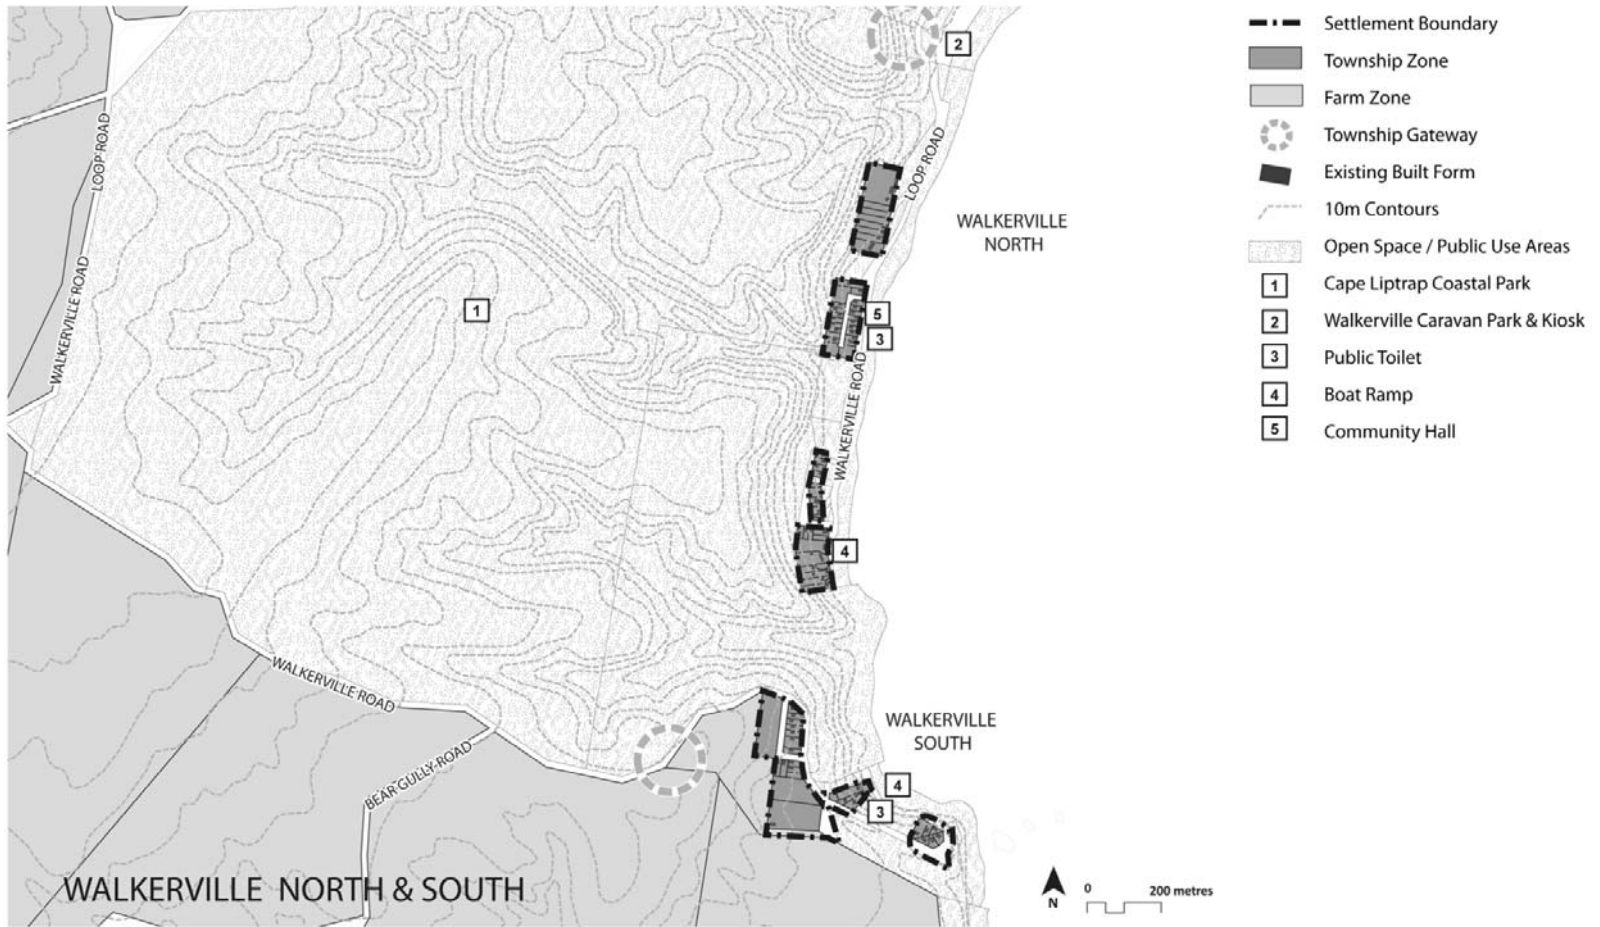 Settlement Boundary
Township Zone
Farm Zone
Township Gateway
Existing Built Form
10m Contours
Open Space / Public Use Areas
1 Cape Liptrap Coastal Park
2 Walkerville Caravan Park & Kiosk
3 Public Toilet
4 Boat Ramp
5 Community Hall
2
LOOP ROAD
LOOP ROAD
WALKERVILLE
NORTH
WALKERVILLE ROAD
1
5
3
WALKERVILLE ROAD
4
WALKERVILLE ROAD
WALKERVILLE
SOUTH
BEAR GULLY ROAD
4
3
WALKERVILLE NORTH & SOUTH
N
0 200 metres